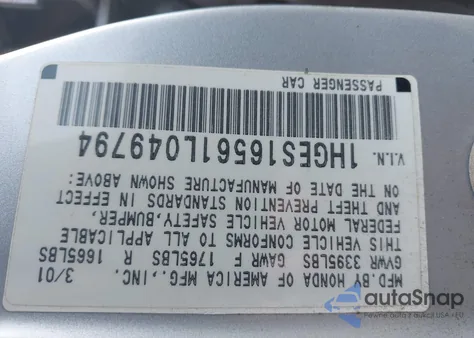 MFD.BY HONDA OF AMERICA MFG.,INC. 3/01
GVWR 3395LBS GAWR F 1765LBS R 1665LBS
THIS VEHICLE CONFORMS TO ALL APPLICABLE
FEDERAL MOTOR VEHICLE SAFETY,BUMPER,
AND THEFT PREVENTION STANDARDS IN EFFECT
ON THE DATE OF MANUFACTURE SHOWN ABOVE:
V.I.N. 1HGES16561L049794
PASSENGER CAR
autoSnap